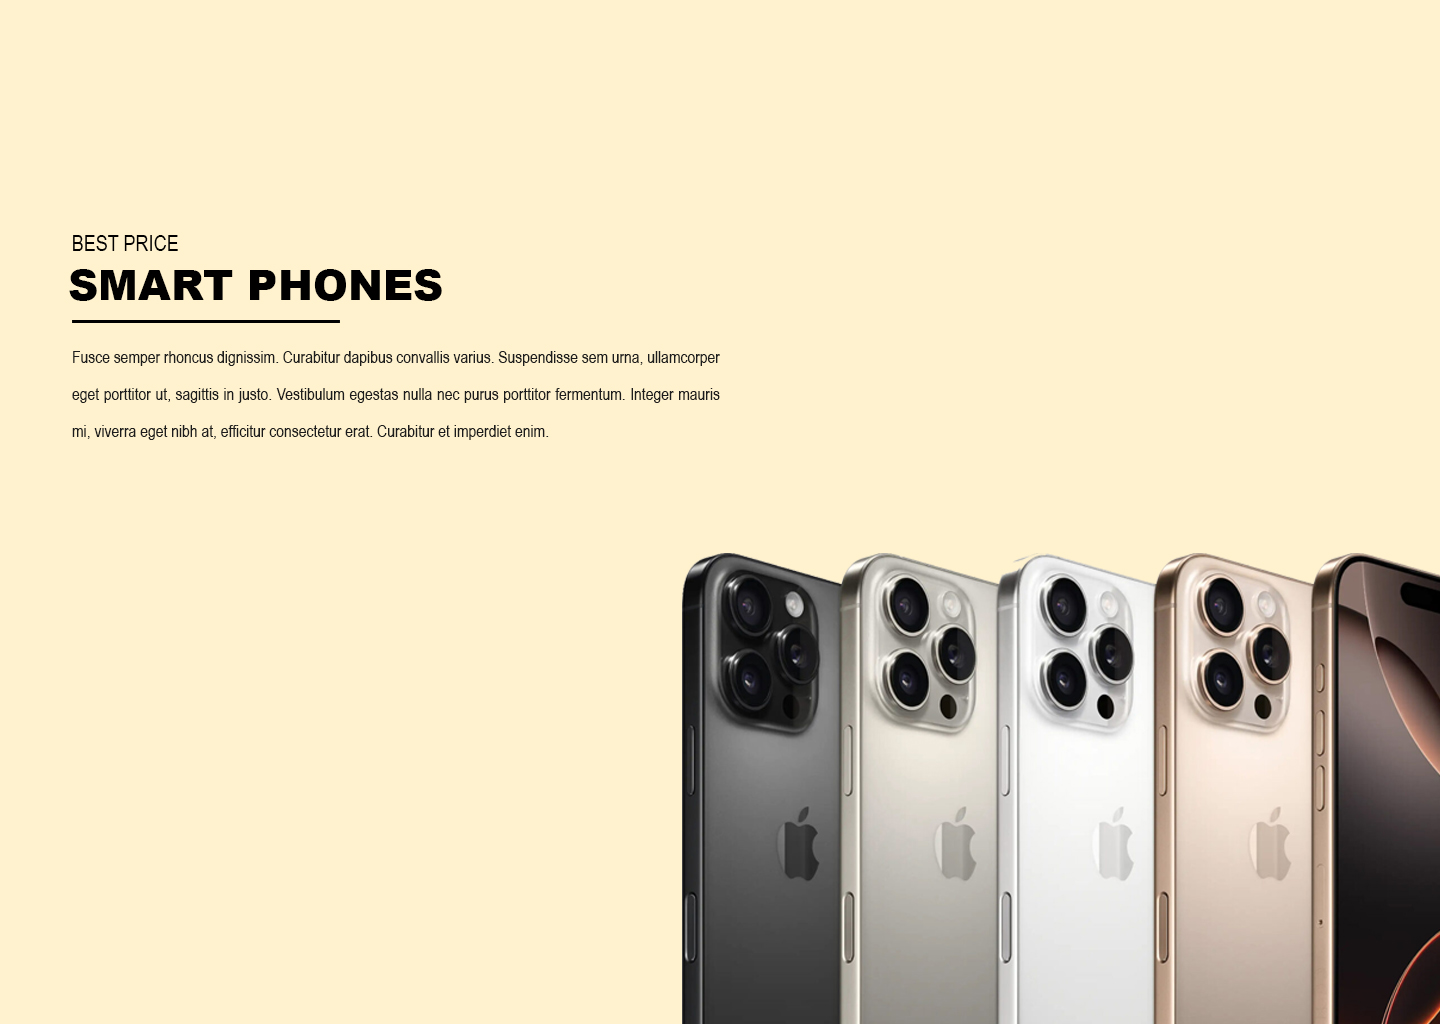 BEST PRICE
SMART PHONES
Fusce semper rhoncus dignissim. Curabitur dapibus convallis varius. Suspendisse sem urna, ullamcorper
eget porttitor ut, sagittis in justo. Vestibulum egestas nulla nec purus porttitor fermentum. Integer mauris
mi, viverra eget nibh at, efficitur consectetur erat. Curabitur et imperdiet enim.